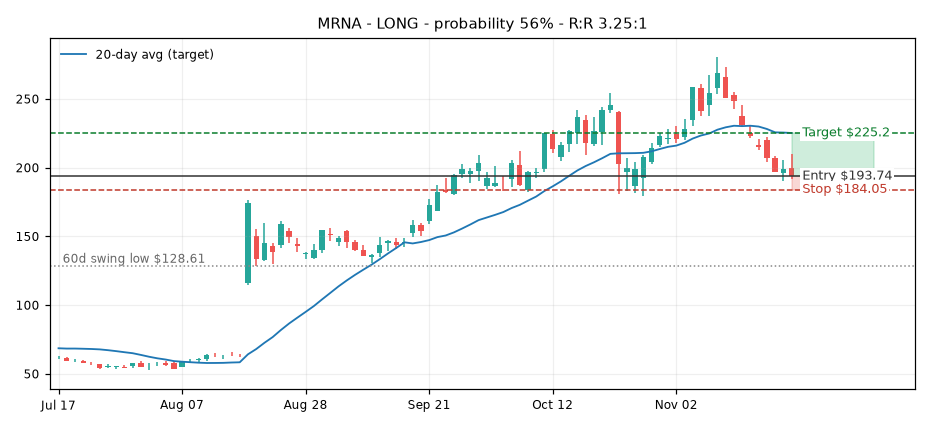 MRNA - LONG - probability 56% - R:R 3.25:1
20-day avg (target)
250
200
150
100
50
Target $225.2
Entry $193.74
Stop $184.05
60d swing low $128.61
Jul 17
Aug 07
Aug 28
Sep 21
Oct 12
Nov 02